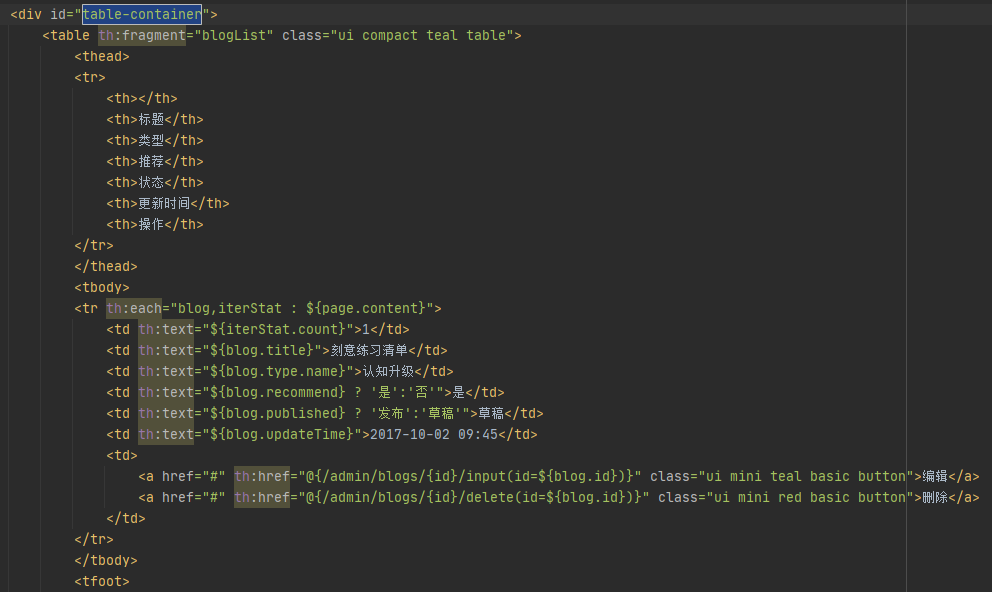 <div id="table-container">
<table th:fragment="blogList" class="ui compact teal table">
<thead>
<tr>
<th></th>
<th>标题</th>
<th>类型</th>
<th>推荐</th>
<th>状态</th>
<th>更新时间</th>
<th>操作</th>
</tr>
</thead>
<tbody>
<tr th:each="blog,iterStat : ${page.content}">
<td th:text="${iterStat.count}">1</td>
<td th:text="${blog.title}">刻意练习清单</td>
<td th:text="${blog.type.name}">认知升级</td>
<td th:text="${blog.recommend} ? '是':'否'">是</td>
<td th:text="${blog.published} ? '发布':'草稿'">草稿</td>
<td th:text="${blog.updateTime}">2017-10-02 09:45</td>
<td>
<a href="#" th:href="@{/admin/blogs/{id}/input(id=${blog.id})}" class="ui mini teal basic button">编辑</a>
<a href="#" th:href="@{/admin/blogs/{id}/delete(id=${blog.id})}" class="ui mini red basic button">删除</a>
</td>
</tr>
</tbody>
<tfoot>